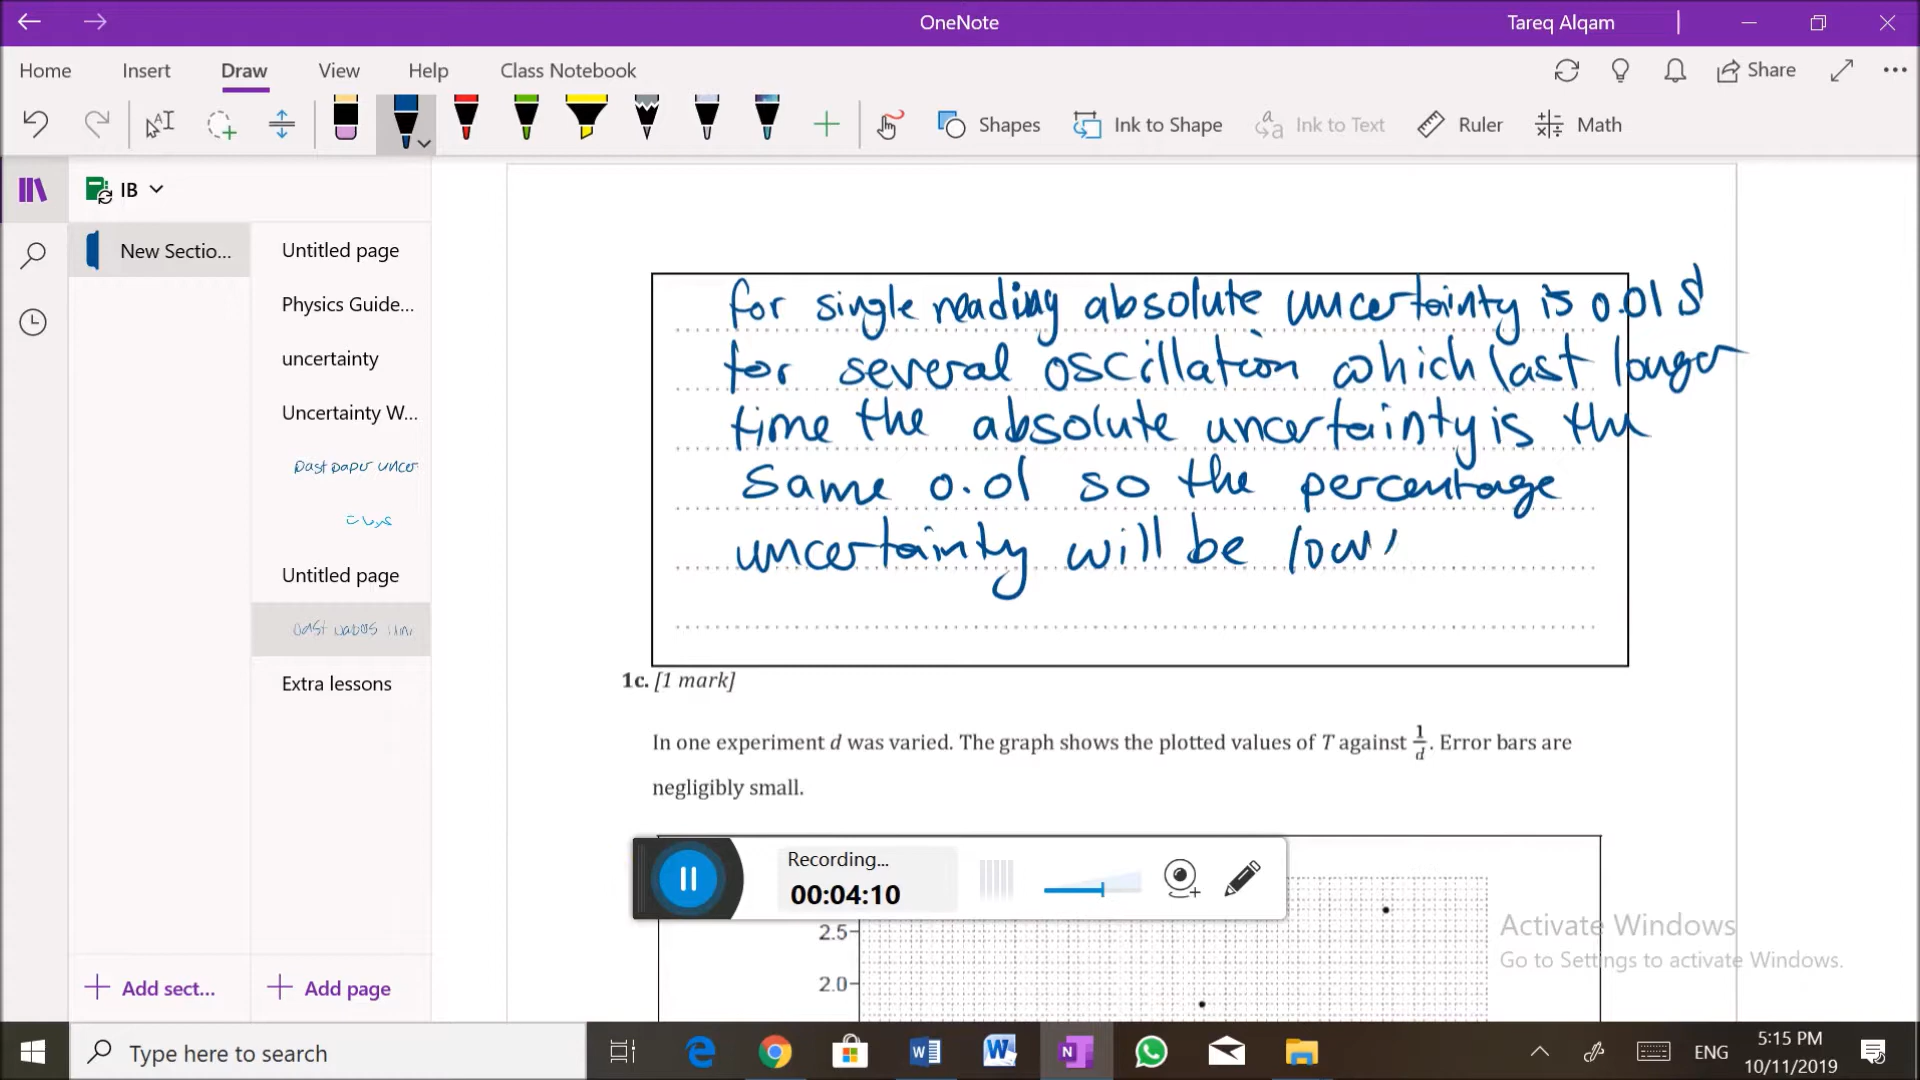 OneNote
Tareq Alqam
Home Insert Draw View Help Class Notebook
Share
Shapes Ink to Shape Ink to Text Ruler Math
IB
New Sectio...
Untitled page
Physics Guide...
uncertainty
Uncertainty W...
past paper uncer
Untitled page
Extra lessons
Add sect...
Add page
for single reading absolute uncertainty is 0.01 s
for several oscillation which last longer
time the absolute uncertainty is the
same 0.01 so the percentage
uncertainty will be low
1c. [1 mark]
In one experiment d was varied. The graph shows the plotted values of T against 1/d. Error bars are
negligibly small.
Recording...
00:04:10
2.5
2.0
Activate Windows
Go to Settings to activate Windows.
Type here to search
ENG
5:15 PM
10/11/2019